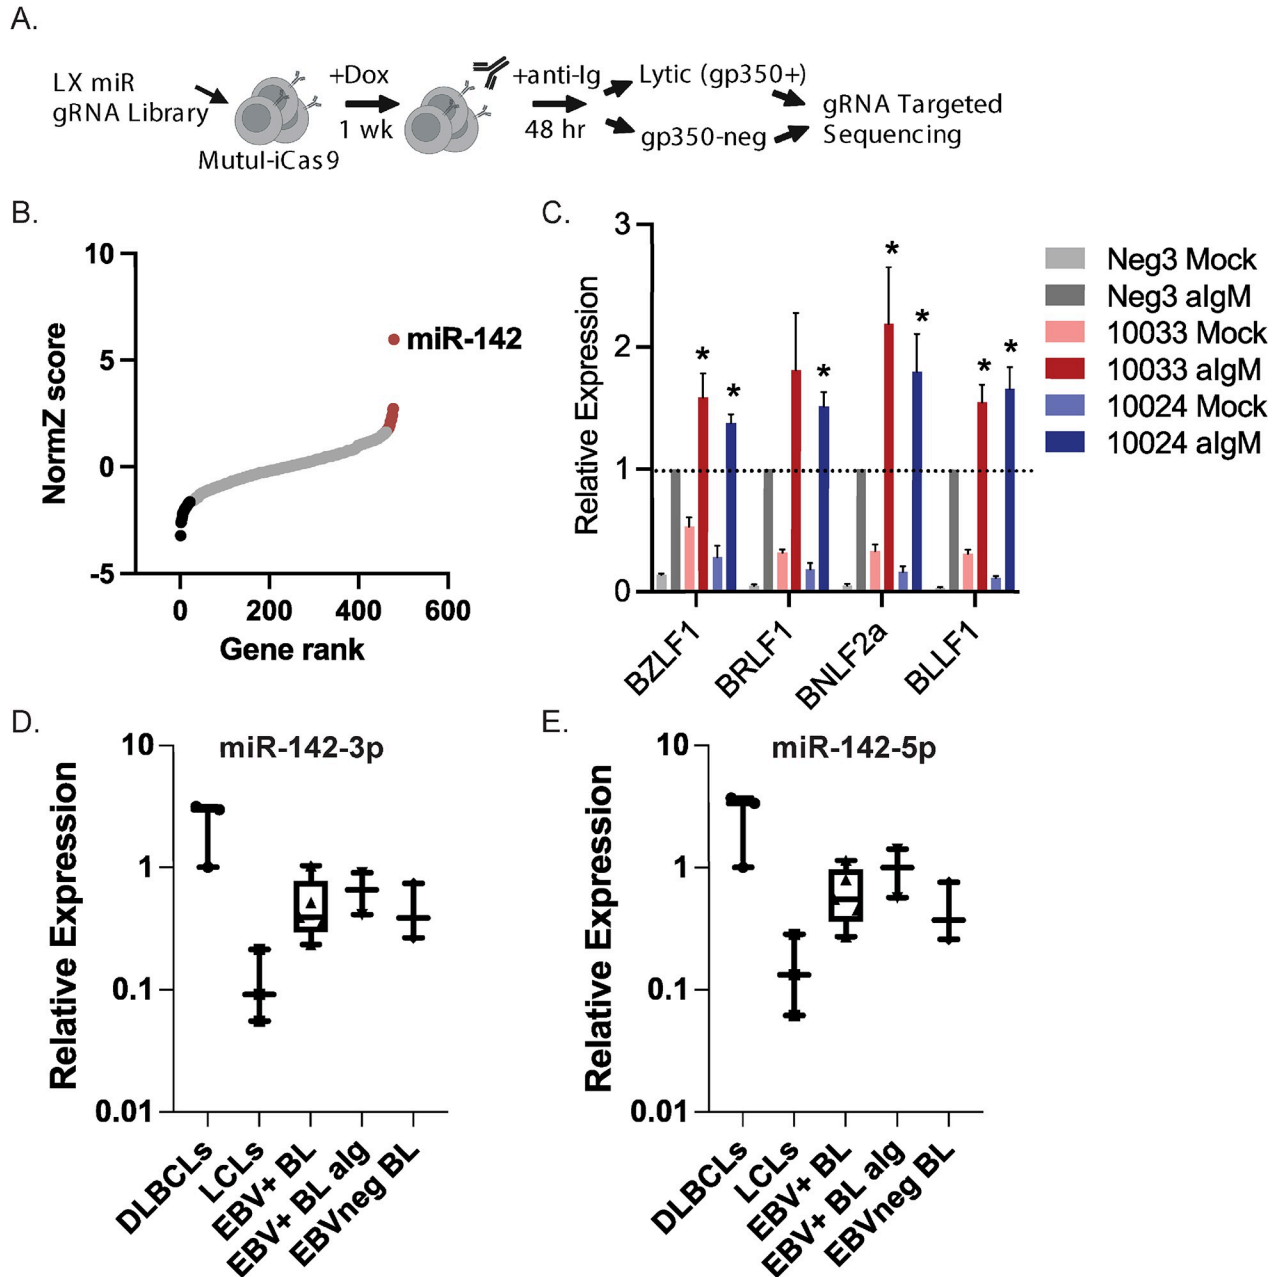 A.
LX miR
gRNA Library
Mutul-iCas9
+Dox
1 wk
+anti-Ig
48 hr
Lytic (gp350+)
gp350-neg
gRNA Targeted
Sequencing
B.
NormZ score
10
5
0
-5
miR-142
0 200 400 600
Gene rank
C.
Relative Expression
3
2
1
0
* * * * * * *
BZLF1 BRLF1 BNLF2a BLLF1
Neg3 Mock
Neg3 aIgM
10033 Mock
10033 aIgM
10024 Mock
10024 aIgM
D.
miR-142-3p
Relative Expression
10
1
0.1
0.01
DLBCLs LCLs EBV+ BL EBV+ BL aIg EBVneg BL
E.
miR-142-5p
Relative Expression
10
1
0.1
0.01
DLBCLs LCLs EBV+ BL EBV+ BL aIg EBVneg BL